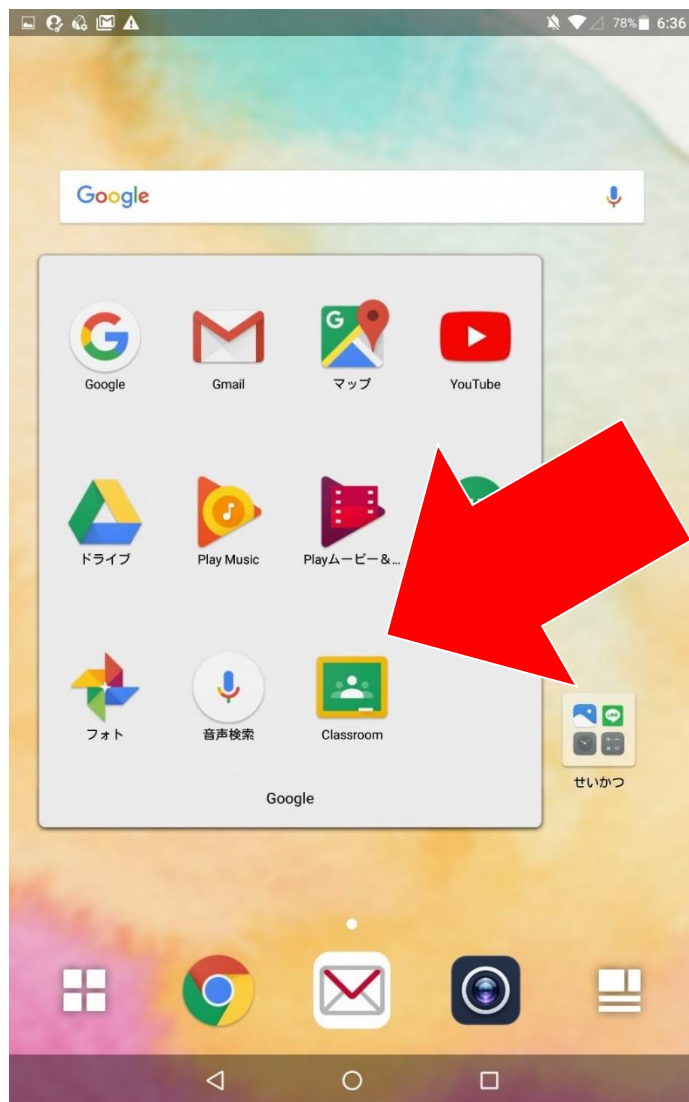 78% 6:36
Google
G
Google
Gmail
マップ
YouTube
ドライブ
Play Music
Playムービー＆...
フォト
音声検索
Classroom
Google
LINE
せいかつ